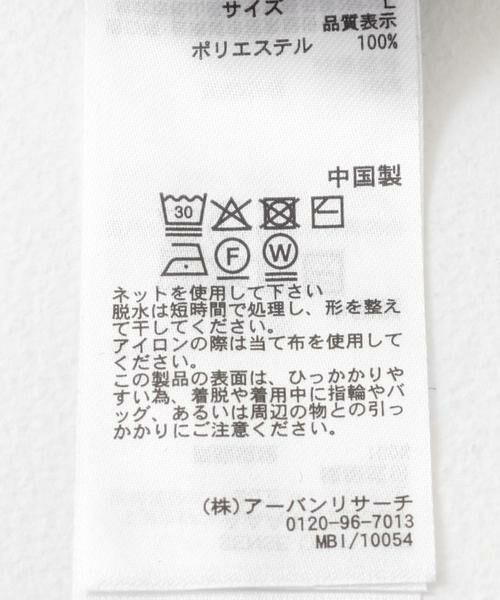 サイズ L
品質表示
ポリエステル 100%
中国製
30
F W
ネットを使用して下さい
脱水は短時間で処理し、形を整え
て干してください。
アイロンの際は当て布を使用して
ください。
この製品の表面は、ひっかかりや
すい為、着脱や着用中に指輪やバ
ッグ、あるいは周辺の物との引っ
かかりにご注意ください。
(株)アーバンリサーチ
0120-96-7013
MBI/10054